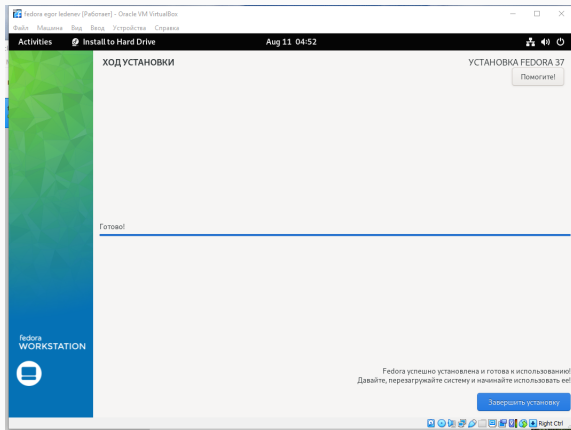 fedora egor ledenev [Работает] - Oracle VM VirtualBox
Файл Машина Вид Ввод Устройства Справка
Activities Install to Hard Drive Aug 11 04:52
ХОД УСТАНОВКИ УСТАНОВКА FEDORA 37
Помогите!
Готово!
fedora
WORKSTATION
Fedora успешно установлена и готова к использованию!
Давайте, перезагружайте систему и начинайте использовать ее!
Завершить установку
Right Ctrl